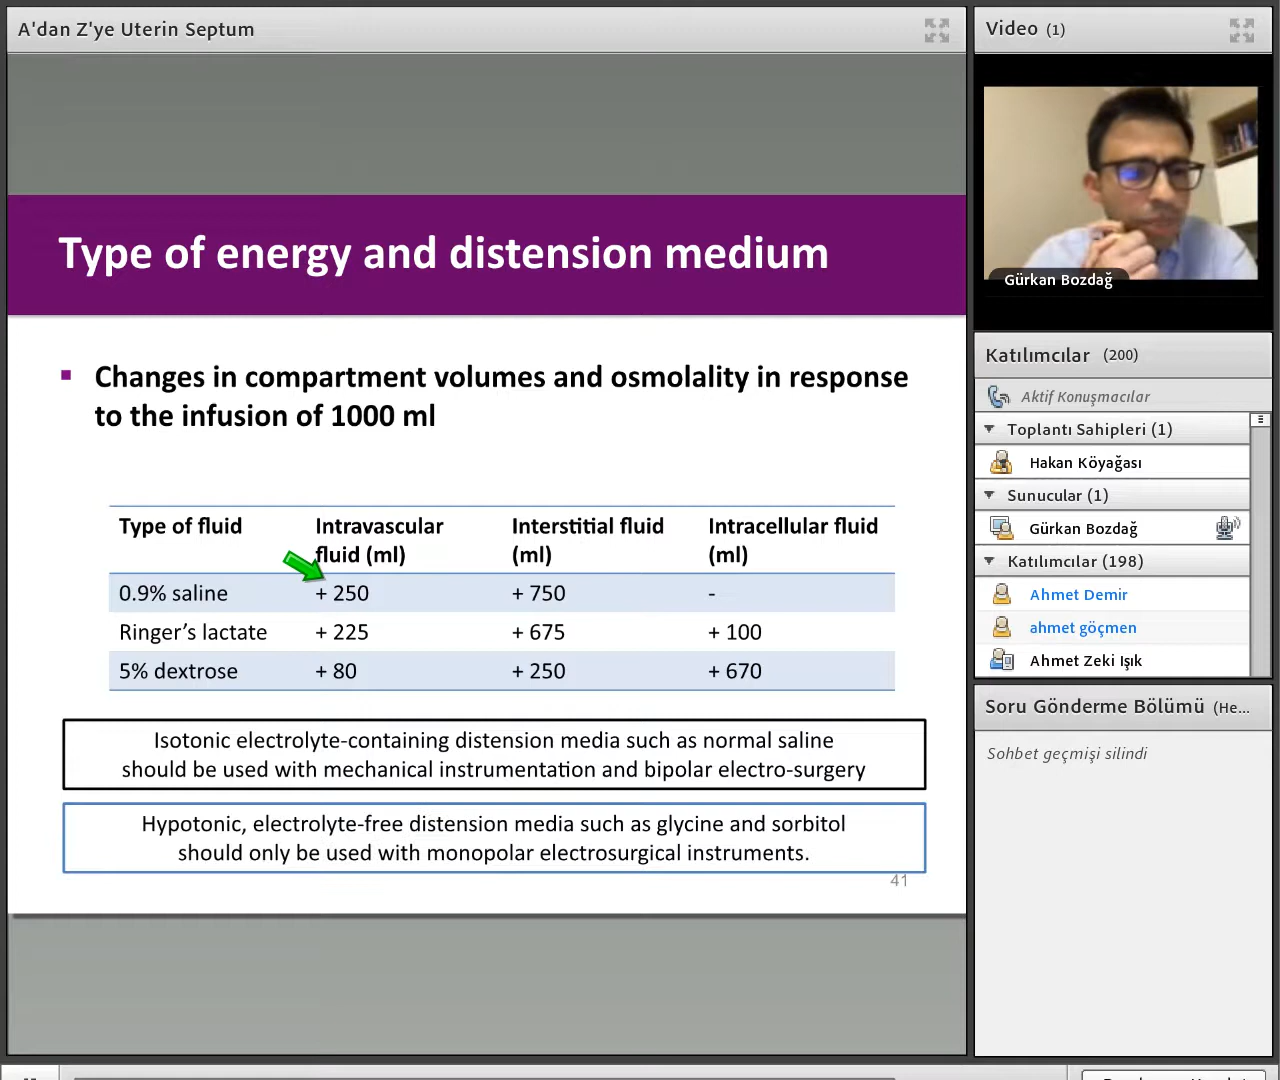 A'dan Z'ye Uterin Septum
Type of energy and distension medium
Changes in compartment volumes and osmolality in response
to the infusion of 1000 ml
Type of fluid Intravascular fluid (ml) Interstitial fluid (ml) Intracellular fluid (ml)
0.9% saline + 250 + 750 -
Ringer’s lactate + 225 + 675 + 100
5% dextrose + 80 + 250 + 670
Isotonic electrolyte-containing distension media such as normal saline
should be used with mechanical instrumentation and bipolar electro-surgery
Hypotonic, electrolyte-free distension media such as glycine and sorbitol
should only be used with monopolar electrosurgical instruments.
41
Video (1)
Gürkan Bozdağ
Katılımcılar (200)
Aktif Konuşmacılar
Toplantı Sahipleri (1)
Hakan Köyağası
Sunucular (1)
Gürkan Bozdağ
Katılımcılar (198)
Ahmet Demir
ahmet göçmen
Ahmet Zeki Işık
Soru Gönderme Bölümü (He...
Sohbet geçmişi silindi